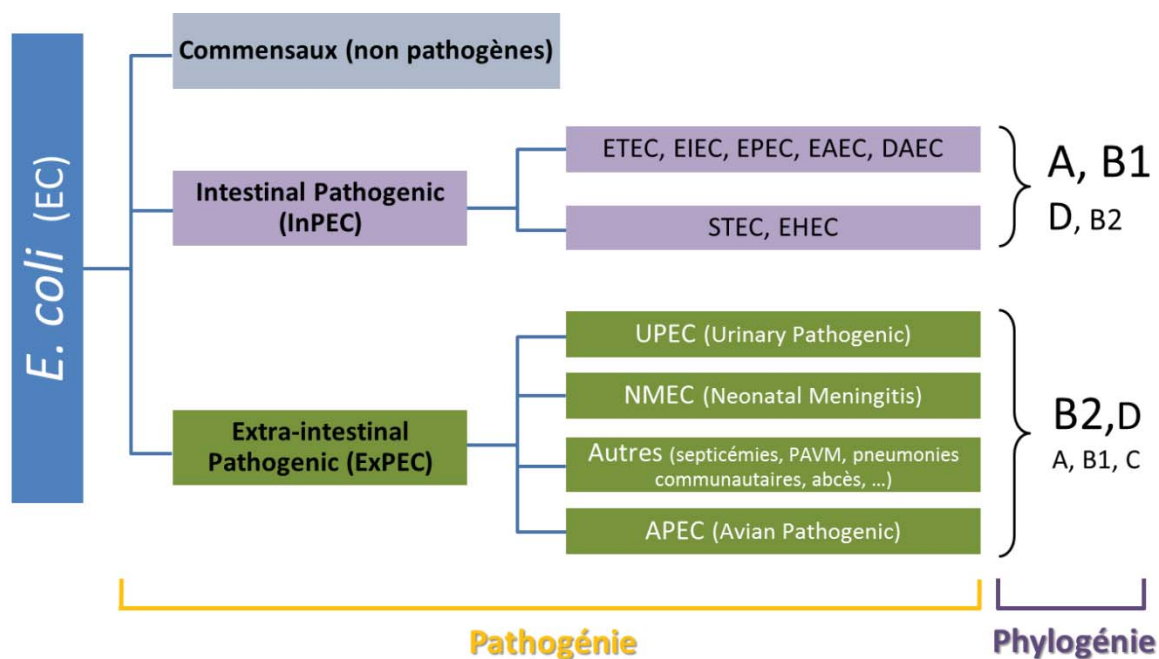 E. coli (EC)
Commensaux (non pathogènes)
Intestinal Pathogenic
(InPEC)
ETEC, EIEC, EPEC, EAEC, DAEC
STEC, EHEC
A, B1
D, B2
Extra-intestinal
Pathogenic (ExPEC)
UPEC (Urinary Pathogenic)
NMEC (Neonatal Meningitis)
Autres (septicémies, PAVM, pneumonies
communautaires, abcès, ...)
APEC (Avian Pathogenic)
B2,D
A, B1, C
Pathogénie
Phylogénie